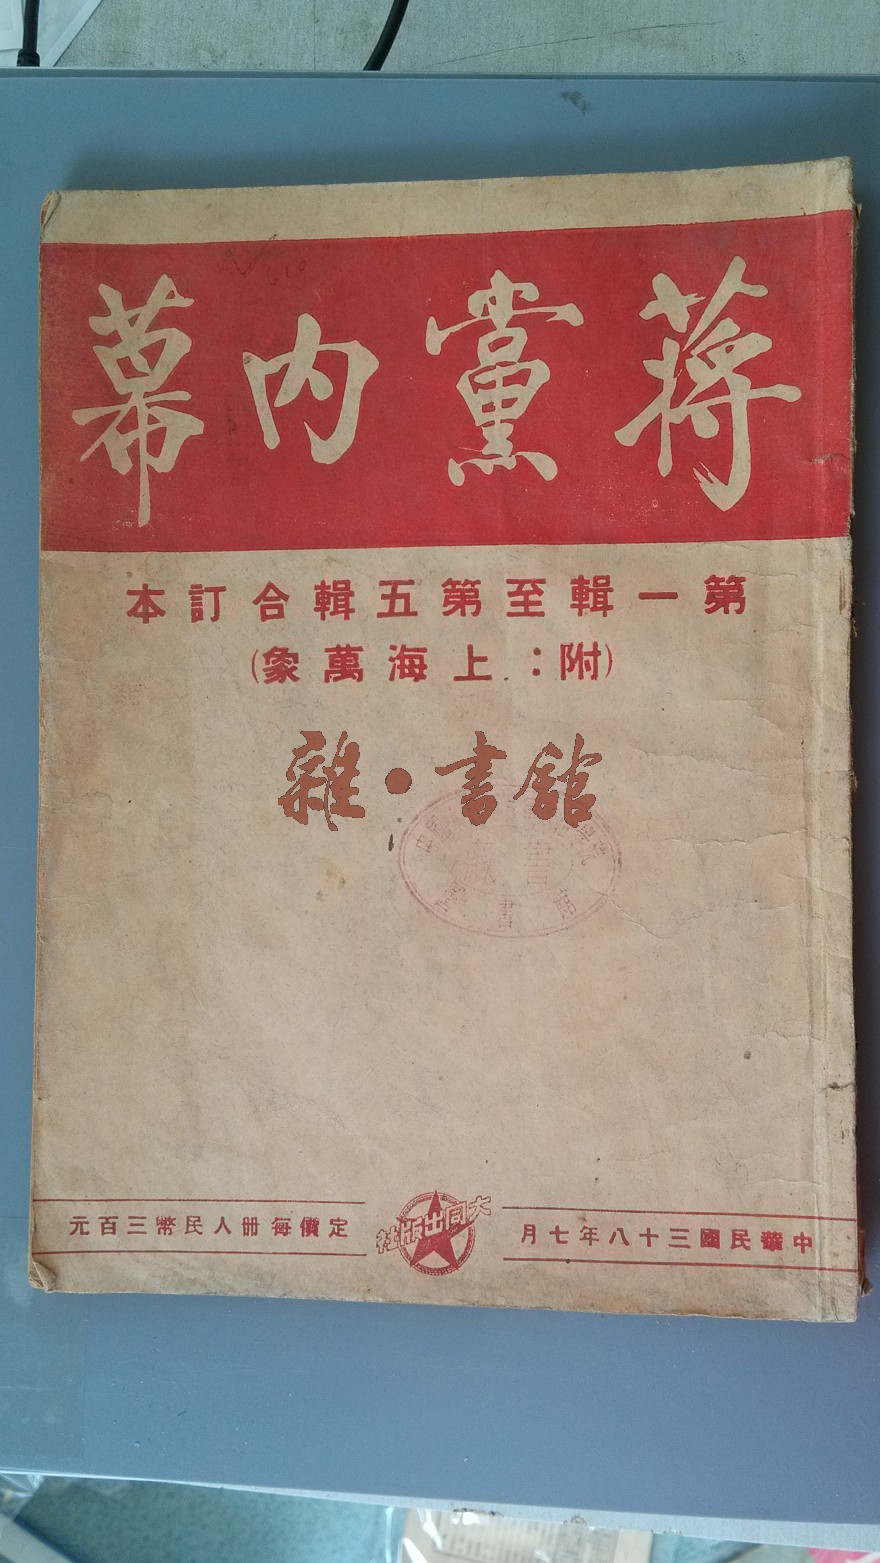 蔣黨內幕
第一輯至第五輯合訂本
(附:上海萬象)
雜·書館
書
中華民國三十八年七月
大同出版社
定價每冊人民幣三百元